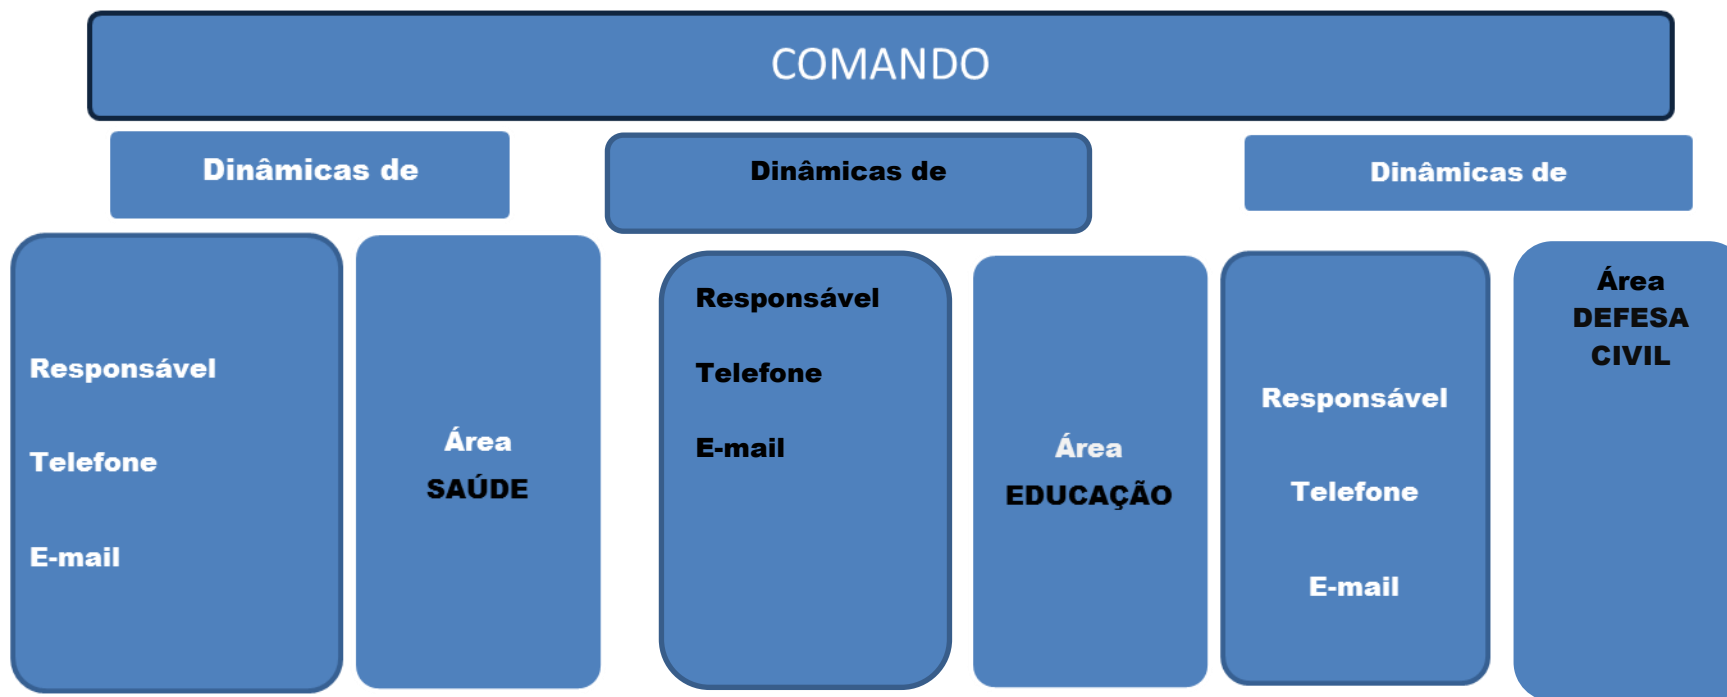 COMANDO
Dinâmicas de
Dinâmicas de
Dinâmicas de
Responsável
Telefone
E-mail
Área
SAÚDE
Responsável
Telefone
E-mail
Área
EDUCAÇÃO
Responsável
Telefone
E-mail
Área
DEFESA
CIVIL